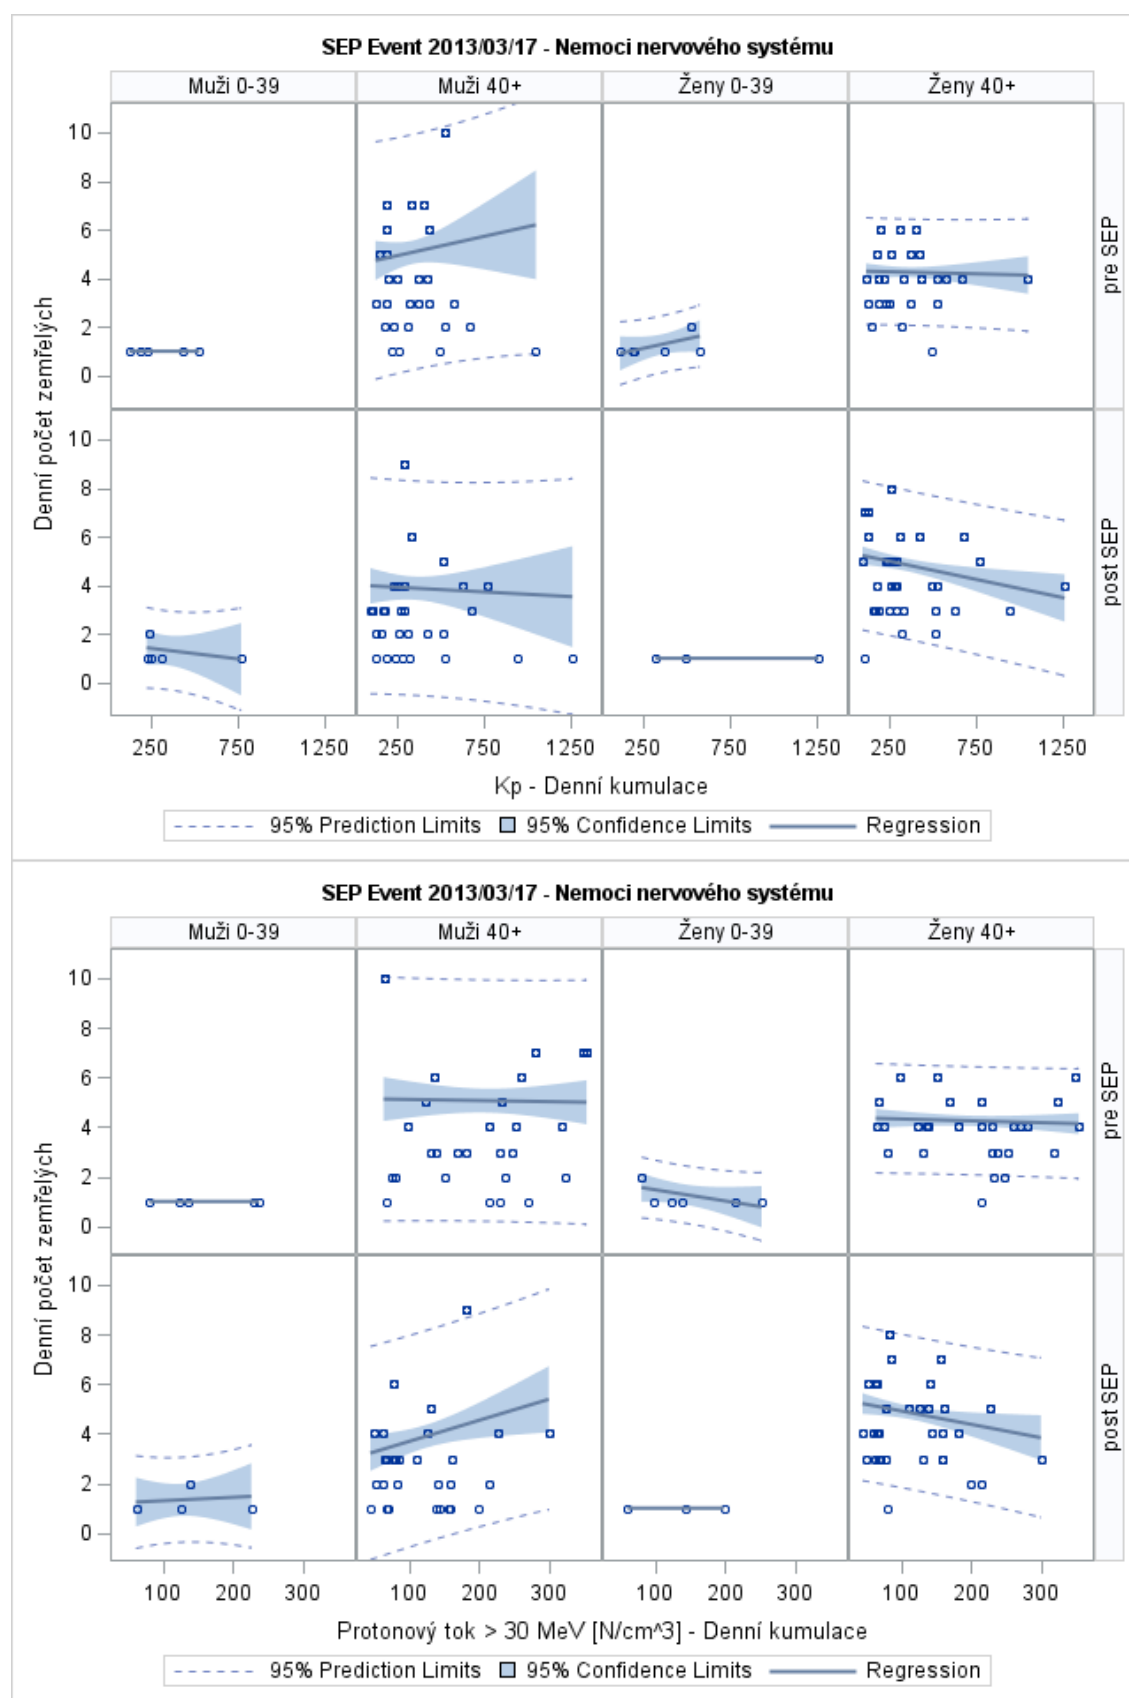 SEP Event 2013/03/17 - Nemoci nervového systému
Muži 0-39 Muži 40+ Ženy 0-39 Ženy 40+
10
8
6
4
2
0
pre SEP
Denní počet zemřelých
10
8
6
4
2
0
post SEP
250 750 1250 250 750 1250 250 750 1250 250 750 1250
Kp - Denní kumulace
95% Prediction Limits 95% Confidence Limits Regression
SEP Event 2013/03/17 - Nemoci nervového systému
Muži 0-39 Muži 40+ Ženy 0-39 Ženy 40+
10
8
6
4
2
0
pre SEP
Denní počet zemřelých
10
8
6
4
2
0
post SEP
100 200 300 100 200 300 100 200 300 100 200 300
Protonový tok > 30 MeV [N/cm^3] - Denní kumulace
95% Prediction Limits 95% Confidence Limits Regression